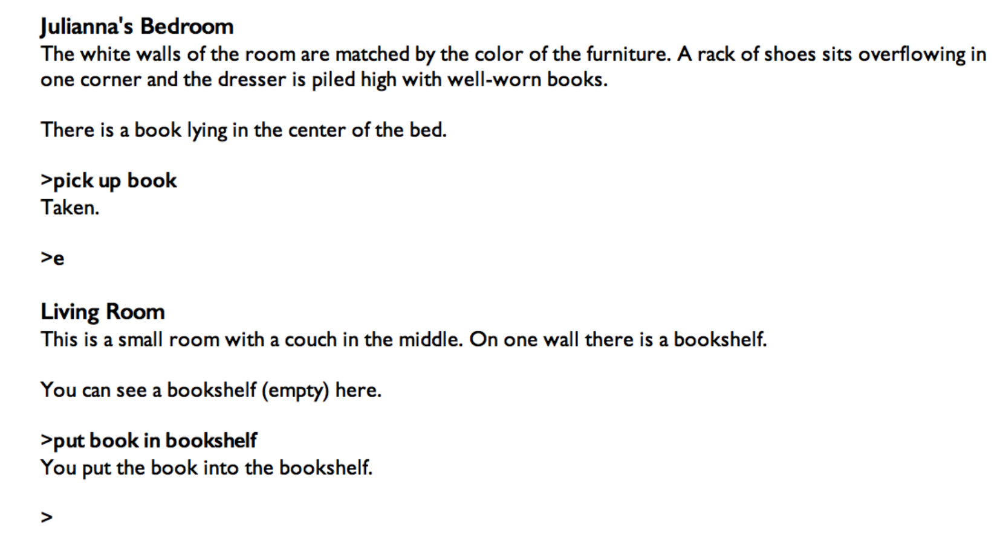 Julianna's Bedroom
The white walls of the room are matched by the color of the furniture. A rack of shoes sits overflowing in
one corner and the dresser is piled high with well-worn books.
There is a book lying in the center of the bed.
>pick up book
Taken.
>e
Living Room
This is a small room with a couch in the middle. On one wall there is a bookshelf.
You can see a bookshelf (empty) here.
>put book in bookshelf
You put the book into the bookshelf.
>